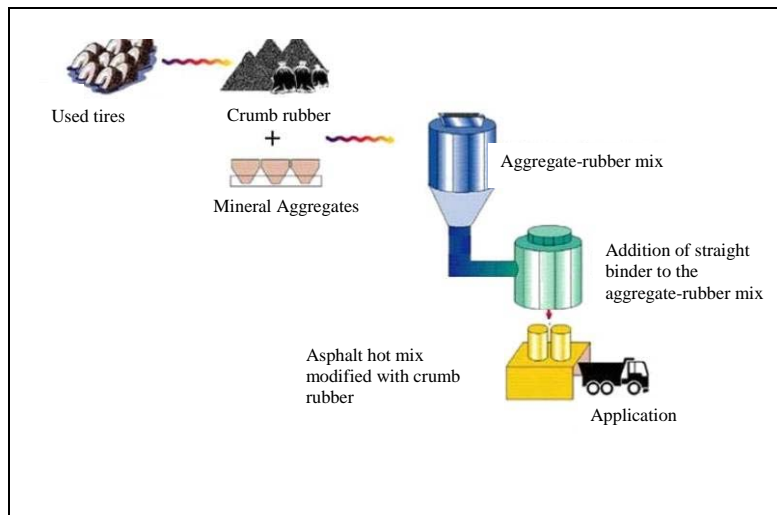 Used tires
Crumb rubber
+
Mineral Aggregates
Aggregate-rubber mix
Addition of straight
binder to the
aggregate-rubber mix
Asphalt hot mix
modified with crumb
rubber
Application